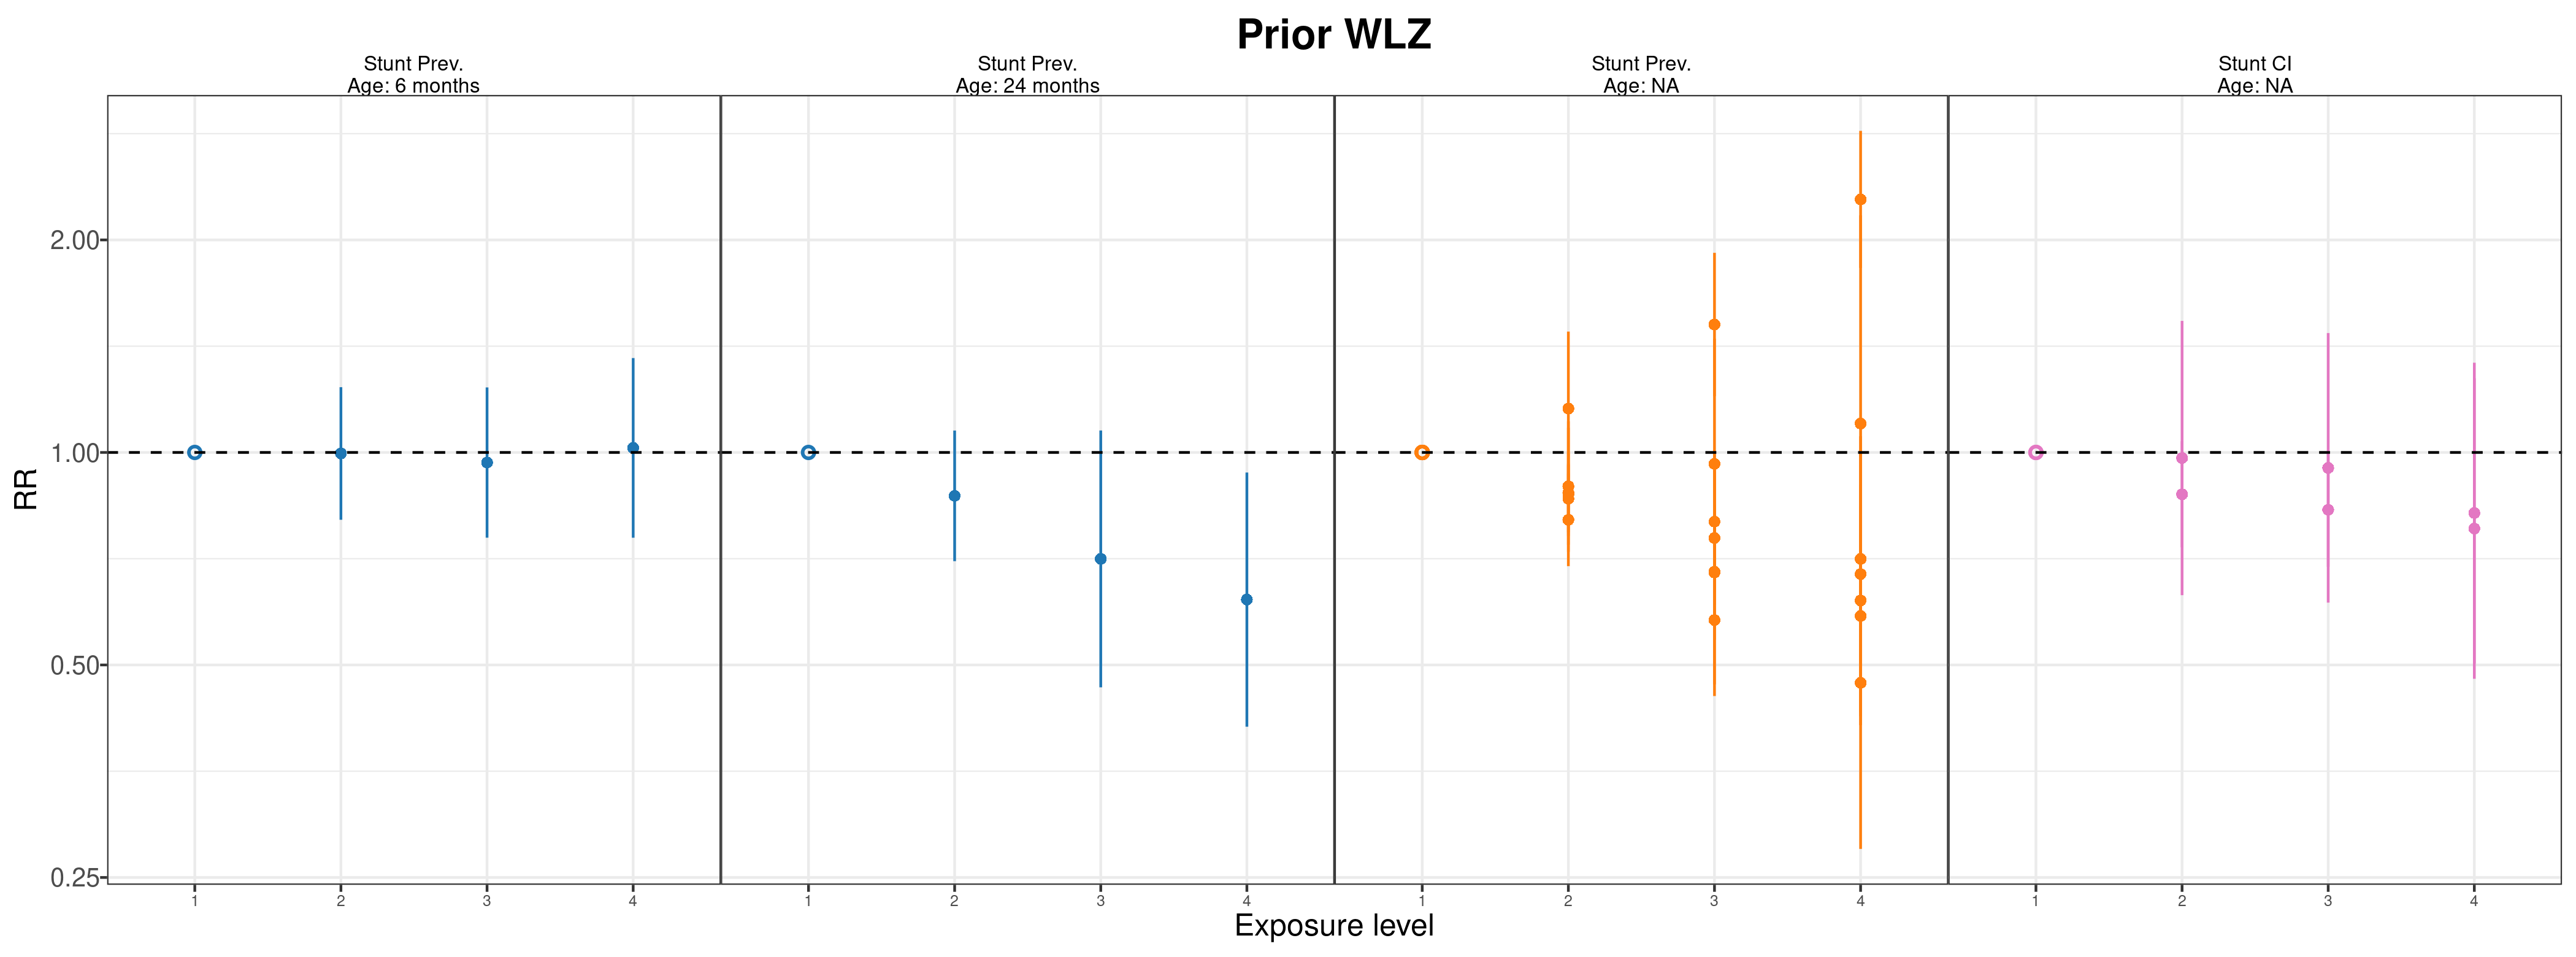 Prior WLZ
Stunt Prev.
Age: 6 months
Stunt Prev.
Age: 24 months
Stunt Prev.
Age: NA
Stunt CI
Age: NA
RR
2.00
1.00
0.50
0.25
1 2 3 4 1 2 3 4 1 2 3 4 1 2 3 4
Exposure level